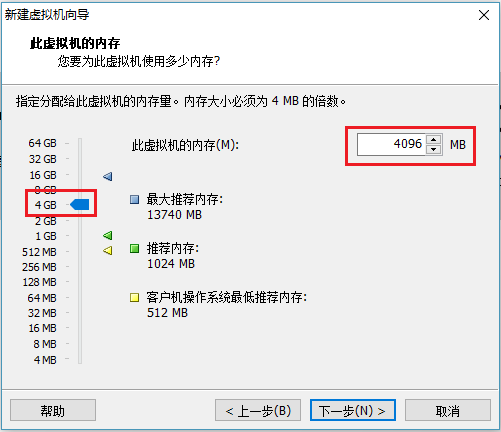 新建虚拟机向导
此虚拟机的内存
您要为此虚拟机使用多少内存?
指定分配给此虚拟机的内存量。内存大小必须为 4 MB 的倍数。
64 GB
32 GB
16 GB
8 GB
4 GB
2 GB
1 GB
512 MB
256 MB
128 MB
64 MB
32 MB
16 MB
8 MB
4 MB
此虚拟机的内存(M):
4096 MB
最大推荐内存:
13740 MB
推荐内存:
1024 MB
客户机操作系统最低推荐内存:
512 MB
帮助
< 上一步(B)
下一步(N) >
取消